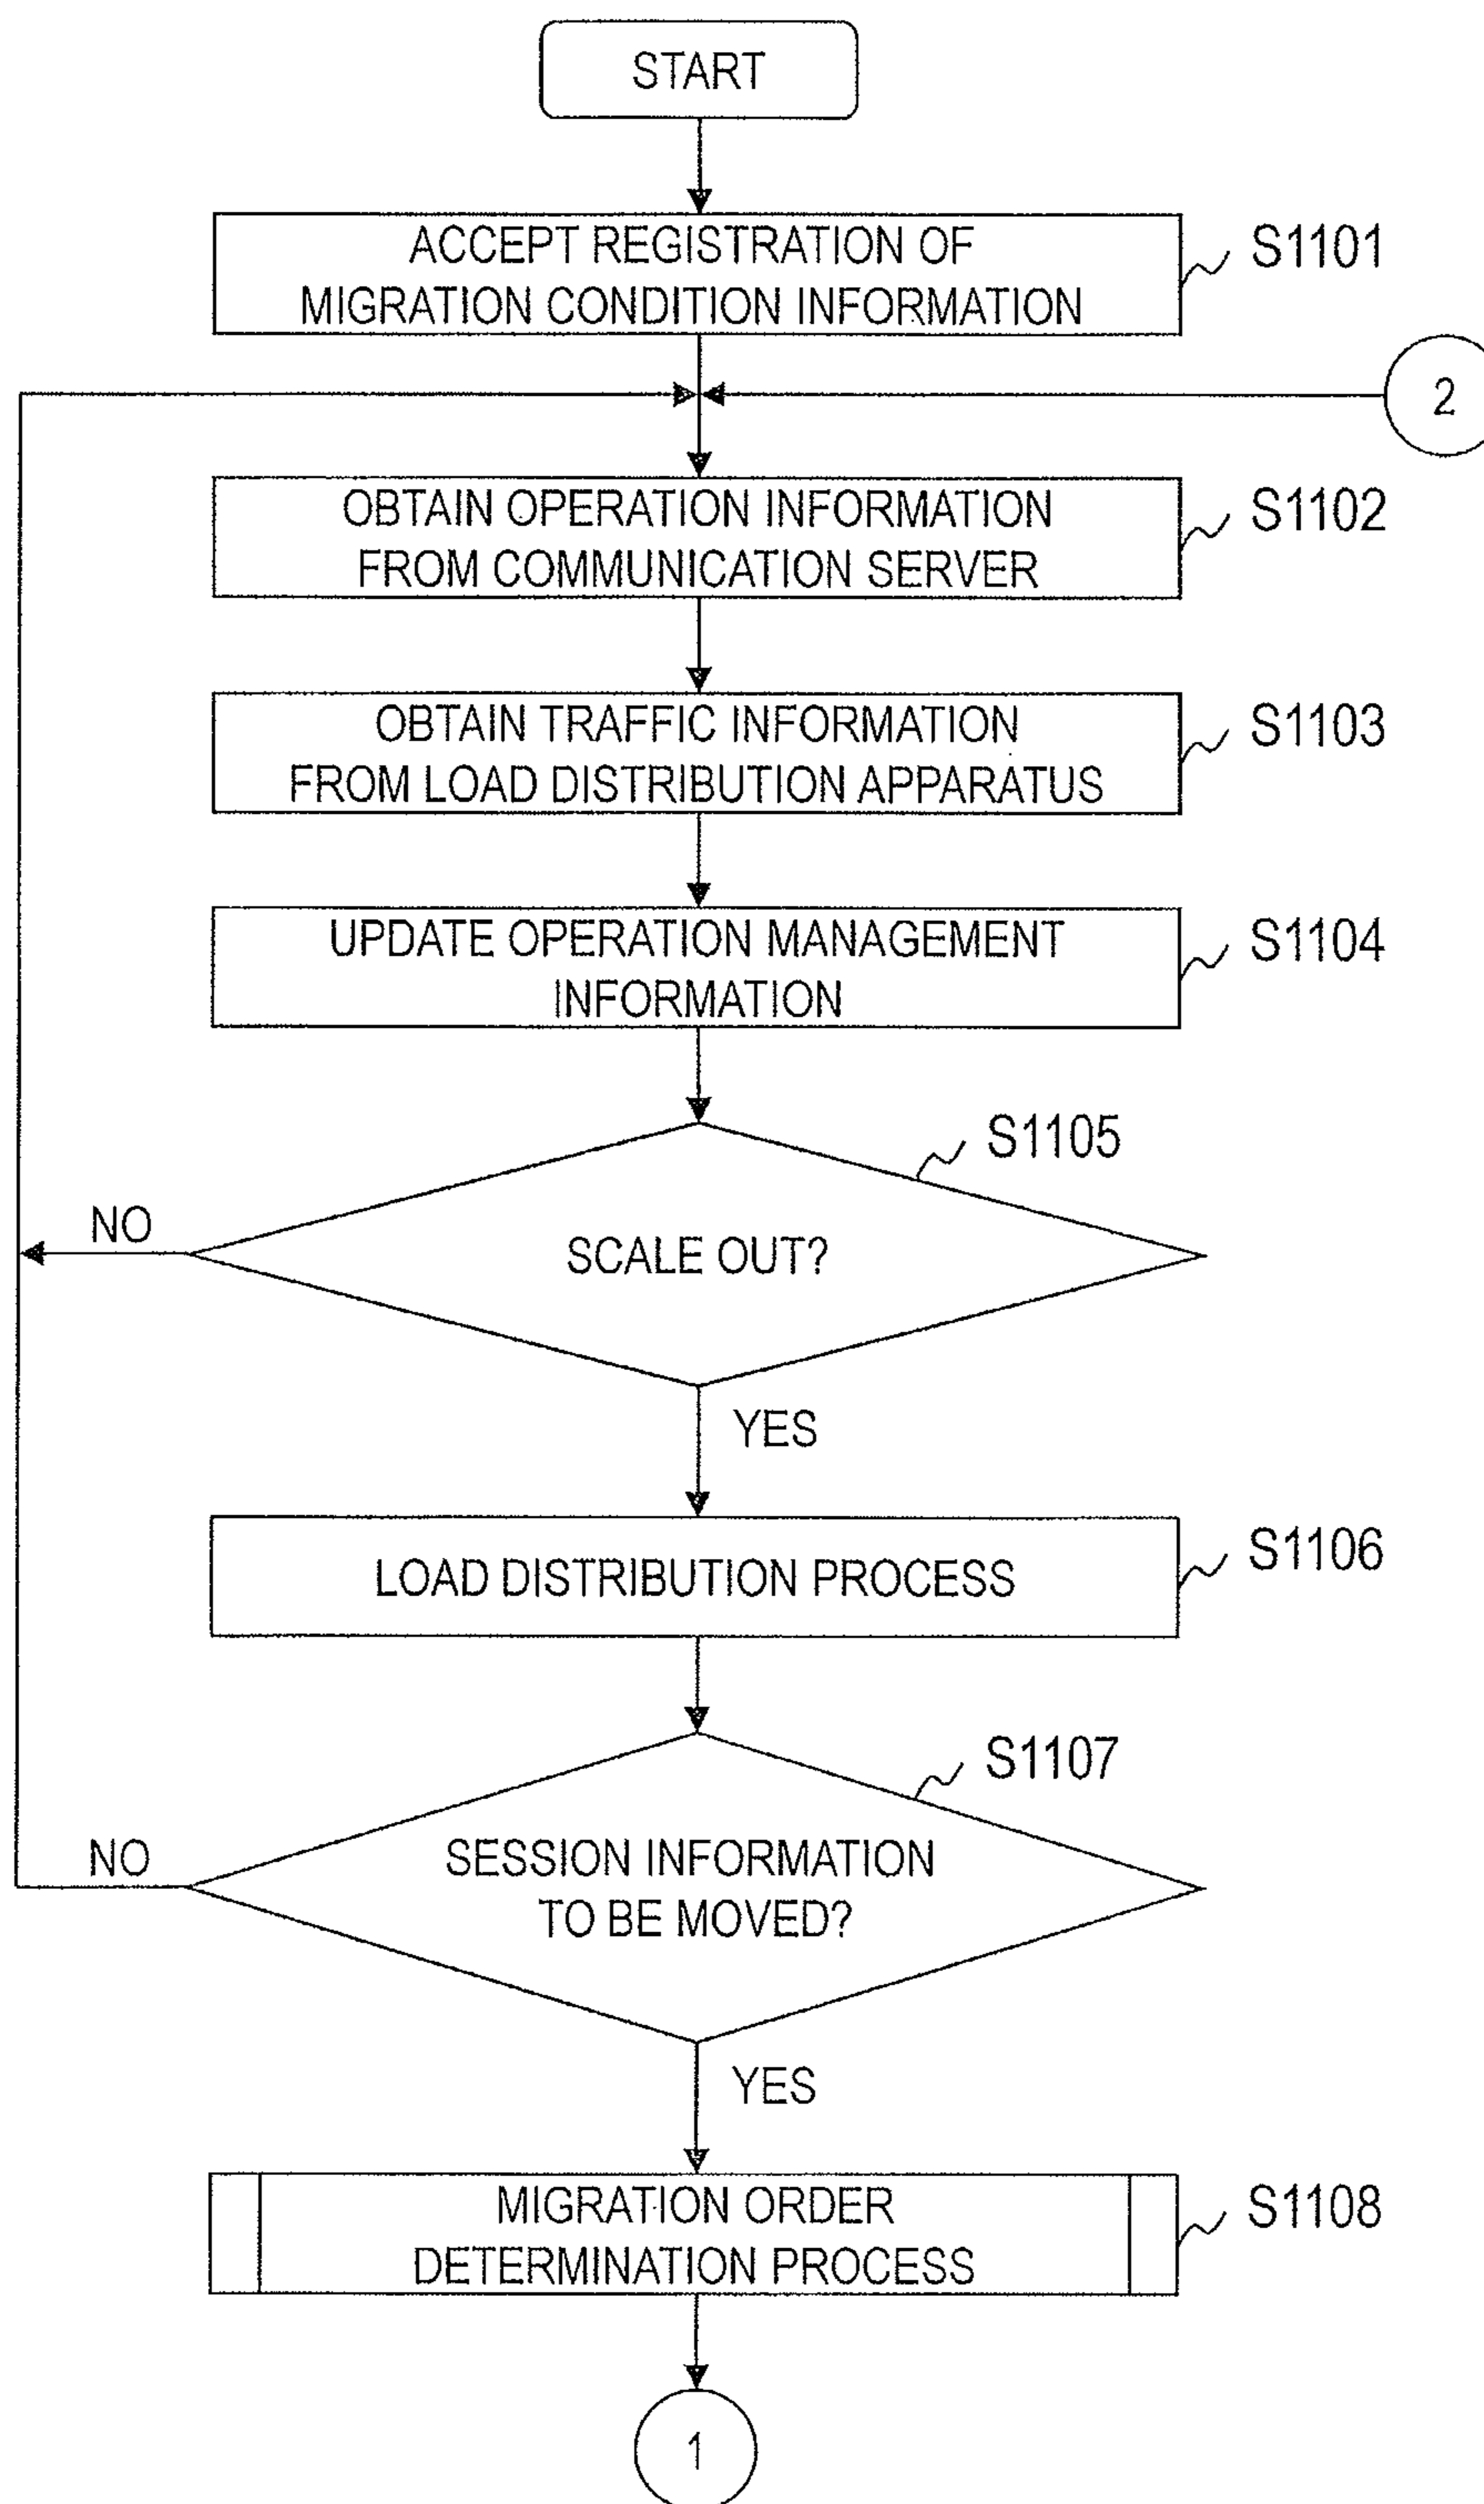 START
ACCEPT REGISTRATION OF
MIGRATION CONDITION INFORMATION
S1101
2
OBTAIN OPERATION INFORMATION
FROM COMMUNICATION SERVER
S1102
OBTAIN TRAFFIC INFORMATION
FROM LOAD DISTRIBUTION APPARATUS
S1103
UPDATE OPERATION MANAGEMENT
INFORMATION
S1104
S1105
NO
SCALE OUT?
YES
LOAD DISTRIBUTION PROCESS
S1106
S1107
NO
SESSION INFORMATION
TO BE MOVED?
YES
MIGRATION ORDER
DETERMINATION PROCESS
S1108
1